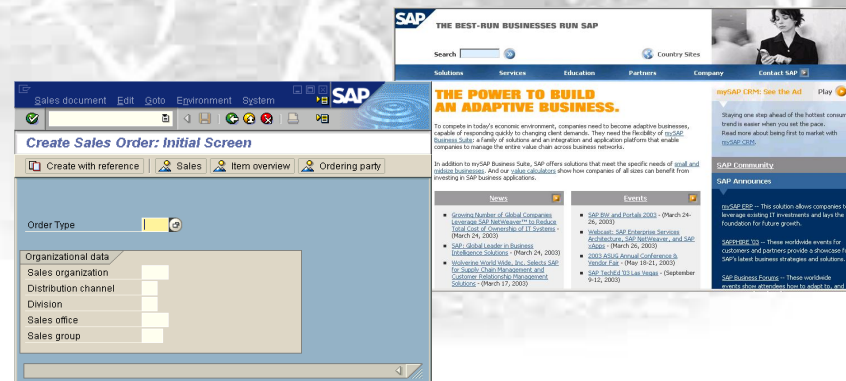 SAP
THE BEST-RUN BUSINESSES RUN SAP
Search
Country Sites
Solutions Services Education Partners Company Contact SAP
THE POWER TO BUILD
AN ADAPTIVE BUSINESS.
To compete in today's economic environment, companies need to become adaptive businesses,
capable of responding quickly to changing client demands. They need the flexibility of mySAP
Business Suite: a family of solutions and an integration and application platform that enable
companies to manage the entire value chain across business networks.
In addition to mySAP Business Suite, SAP offers solutions that meet the specific needs of small and
midsize businesses. And our value calculators show how companies of all sizes can benefit from
investing in SAP business applications.
News
Growing Number of Global Companies
Leverage SAP NetWeaver™ to Reduce
Total Cost of Ownership of IT Systems -
(March 24, 2003)
SAP: Global Leader in Business
Intelligence Solutions - (March 24, 2003)
Wolverine World Wide, Inc. Selects SAP
for Supply Chain Management and
Customer Relationship Management
Solutions - (March 17, 2003)
Events
SAP BW and Portals 2003 - (March 24-
26, 2003)
Webcast: SAP Enterprise Services
Architecture, SAP NetWeaver, and SAP
xApps - (March 26, 2003)
2003 ASUG Annual Conference &
Vendor Fair - (May 18-21, 2003)
SAP TechEd '03 Las Vegas - (September
9-12, 2003)
mySAP CRM: See the Ad Play
Staying one step ahead of the hottest consum
trend is easier when you set the pace.
Read more about being first to market with
mySAP CRM.
SAP Community
SAP Announces
mySAP ERP -- This solution allows companies to
leverage existing IT investments and lays the
foundation for future growth.
SAPPHIRE '03 -- These worldwide events for
customers and partners provide a showcase f
SAP's latest business strategies and solutions.
SAP Business Forums -- These worldwide
events show attendees how to adapt to, and
Sales document Edit Goto Environment System
SAP
Create Sales Order: Initial Screen
Create with reference Sales Item overview Ordering party
Order Type
Organizational data
Sales organization
Distribution channel
Division
Sales office
Sales group